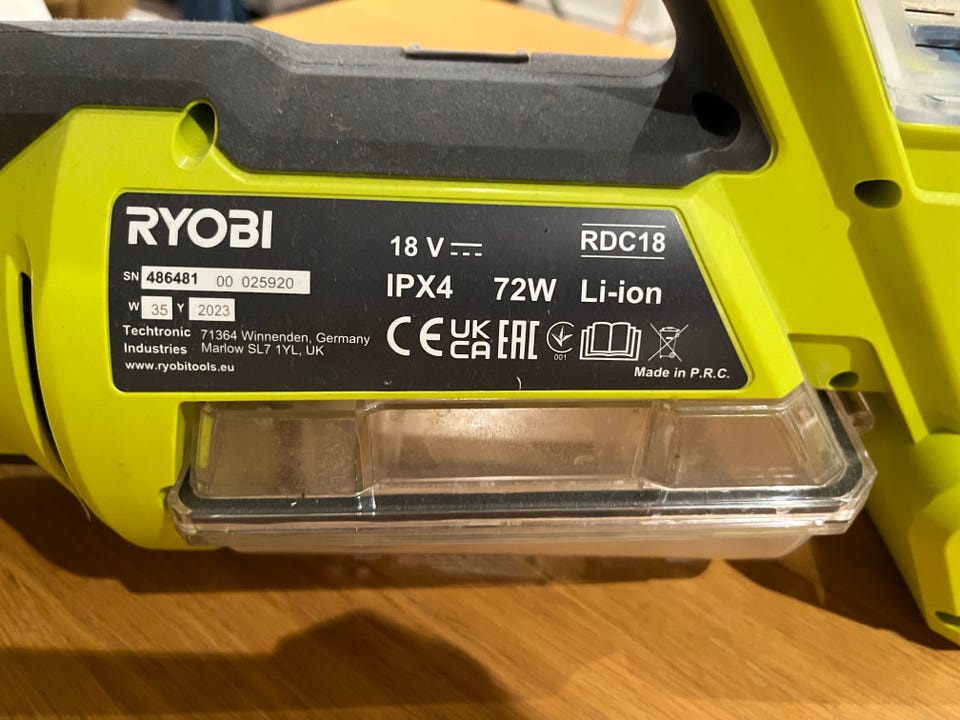 RYOBI
18 V
RDC18
SN 486481 00 025920
IPX4 72W Li-ion
W 35 Y 2023
Techtronic Industries
71364 Winnenden, Germany
Marlow SL7 1YL, UK
www.ryobitools.eu
CE UK CA EAC 001
Made in P.R.C.